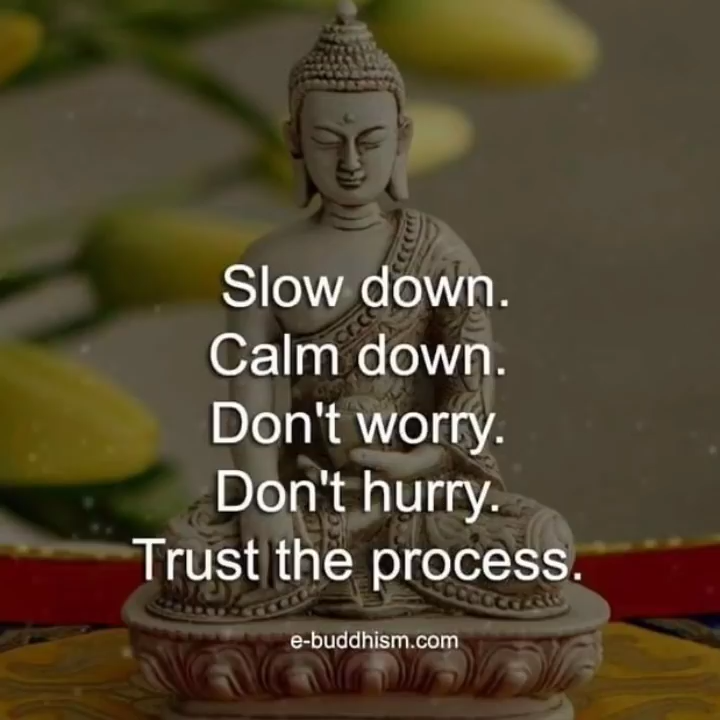 Slow down.
Calm down.
Don't worry.
Don't hurry.
Trust the process.
e-buddhism.com